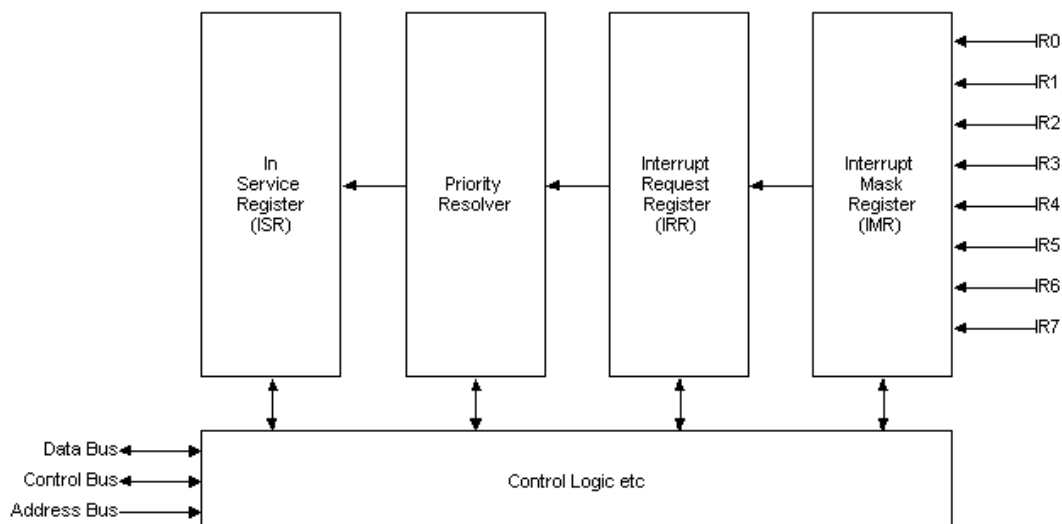 In
Service
Register
(ISR)
Priority
Resolver
Interrupt
Request
Register
(IRR)
Interrupt
Mask
Register
(IMR)
IR0
IR1
IR2
IR3
IR4
IR5
IR6
IR7
Data Bus
Control Bus
Address Bus
Control Logic etc